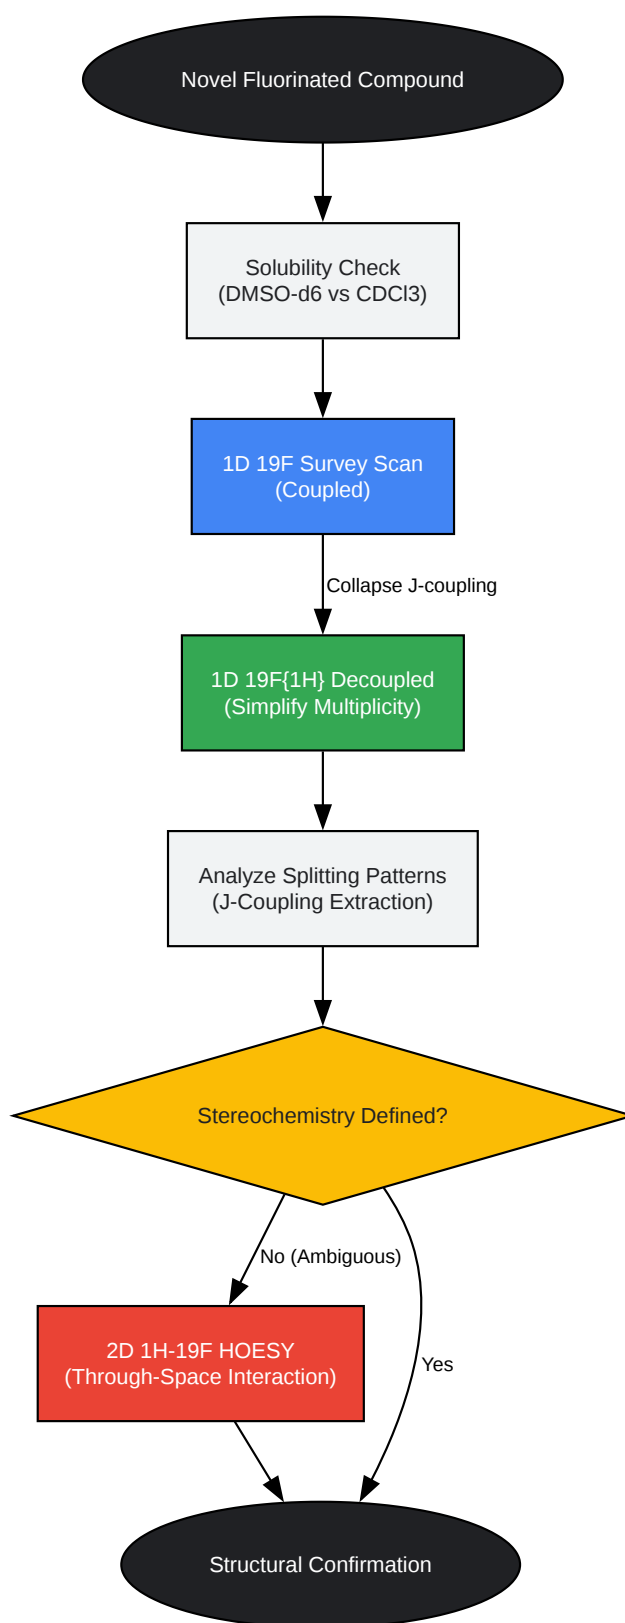 Novel Fluorinated Compound
Solubility Check
(DMSO-d6 vs CDCl3)
1D 19F Survey Scan
(Coupled)
Collapse J-coupling
1D 19F{1H} Decoupled
(Simplify Multiplicity)
Analyze Splitting Patterns
(J-Coupling Extraction)
Stereochemistry Defined?
No (Ambiguous)
2D 1H-19F HOESY
(Through-Space Interaction)
Yes
Structural Confirmation